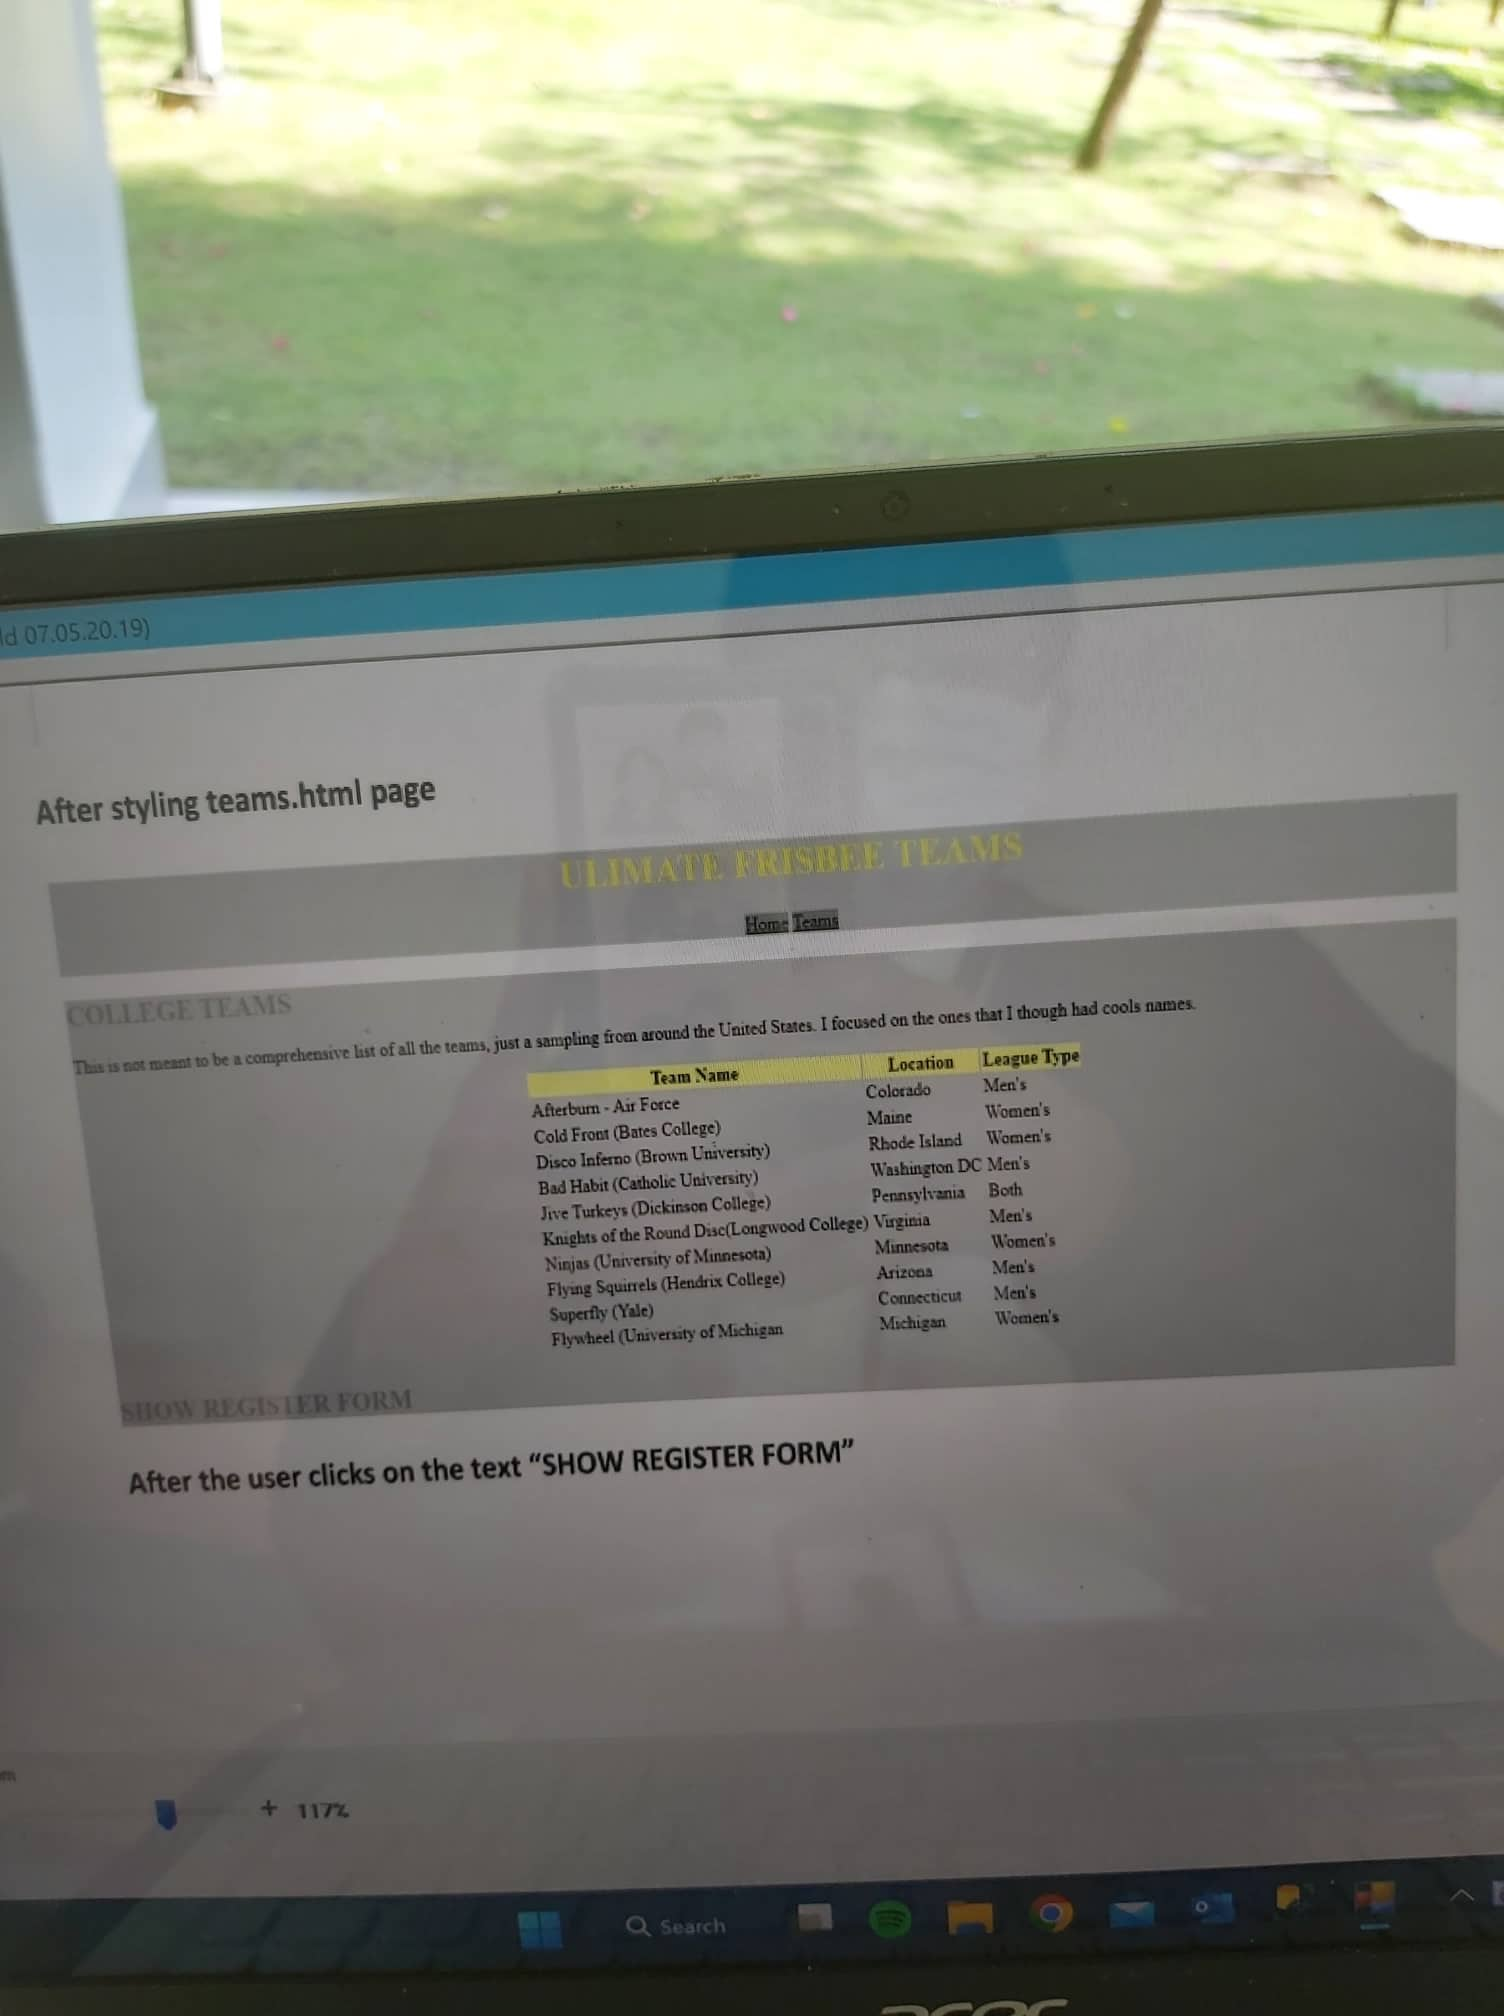 ld 07.05.20.19)
After styling teams.html page
ULIMATE FRISBEE TEAMS
Home Teams
COLLEGE TEAMS
This is not meant to be a comprehensive list of all the teams, just a sampling from around the United States. I focused on the ones that I though had cools names.
Team Name Location League Type
Afterburn - Air Force Colorado Men's
Cold Front (Bates College) Maine Women's
Disco Inferno (Brown University) Rhode Island Women's
Bad Habit (Catholic University) Washington DC Men's
Jive Turkeys (Dickinson College) Pennsylvania Both
Knights of the Round Disc(Longwood College) Virginia Men's
Ninjas (University of Minnesota) Minnesota Women's
Flying Squirrels (Hendrix College) Arizona Men's
Superfly (Yale) Connecticut Men's
Flywheel (University of Michigan Michigan Women's
SHOW REGISTER FORM
After the user clicks on the text “SHOW REGISTER FORM”
+ 117%
Search
acer